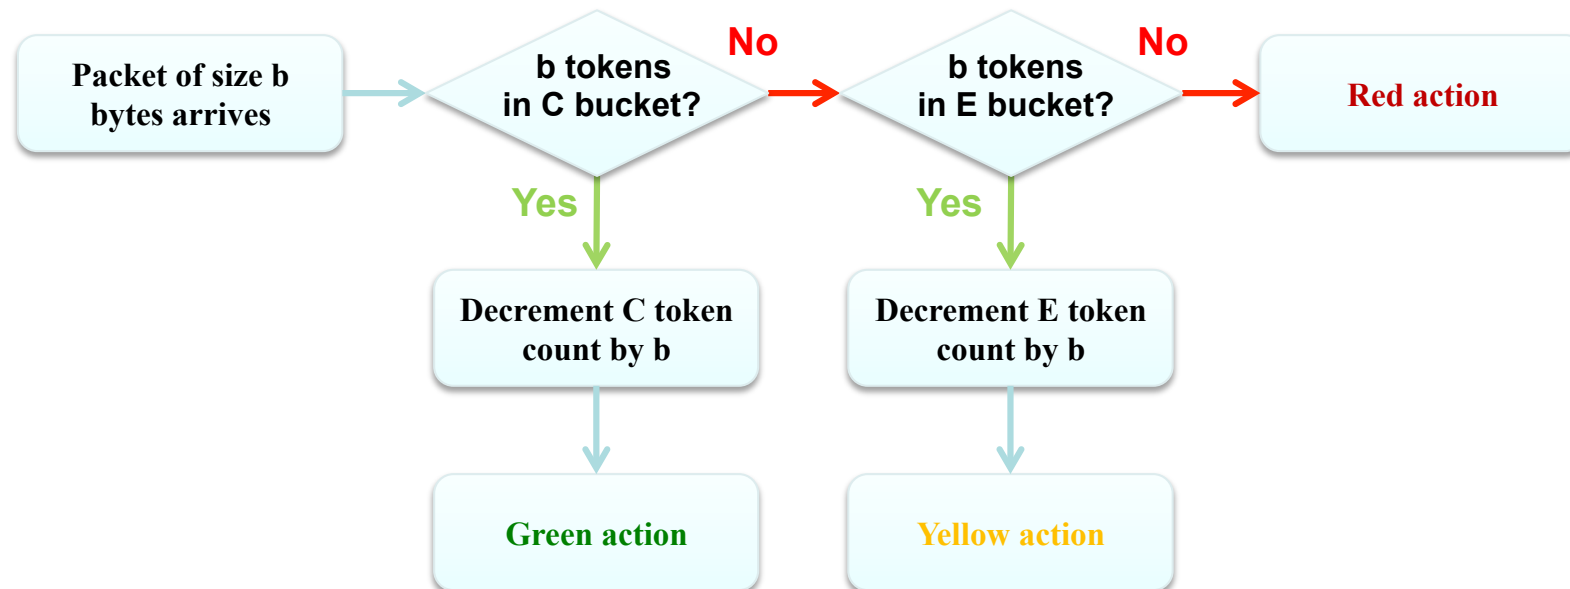 Packet of size b
bytes arrives
b tokens
in C bucket?
No
b tokens
in E bucket?
No
Red action
Yes
Yes
Decrement C token
count by b
Decrement E token
count by b
Green action
Yellow action